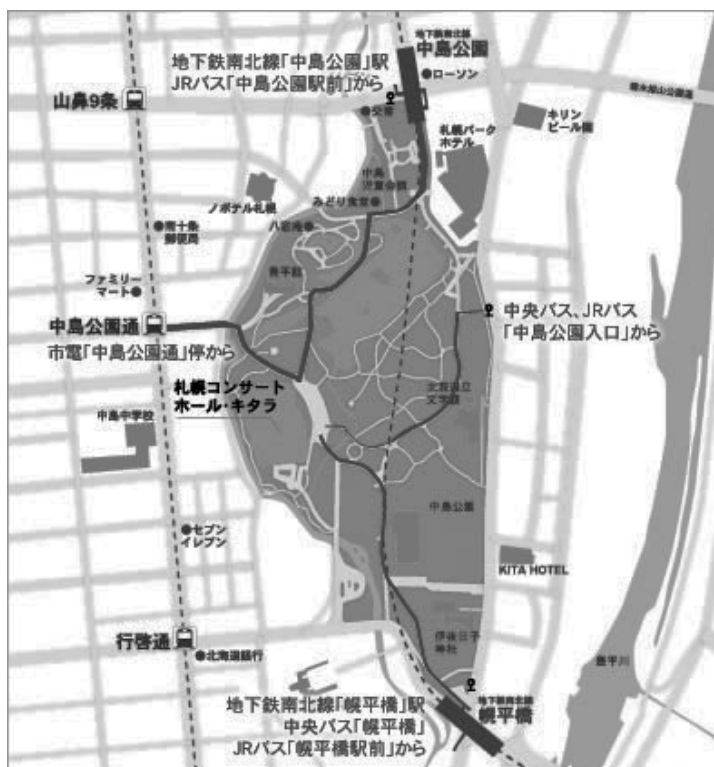 地下鉄南北線
中島公園
地下鉄南北線「中島公園」駅
JRバス「中島公園駅前」から
●ローソン
山鼻9条
交番
キリン
ビール園
札幌パーク
ホテル
中島
児童会館
みどり食堂●
ノボテル札幌
八窓庵●
●南十条
郵便局
豊平館
ファミリー
マート●
中島公園通
市電「中島公園通」停から
中央バス、JRバス
「中島公園入口」から
札幌コンサート
ホール・キタラ
北海道立
文学館
中島中学校
中島公園
●セブン
イレブン
KITA HOTEL
行啓通
●北海道銀行
伊夜日子
神社
豊平川
地下鉄南北線「幌平橋」駅
中央バス「幌平橋」
JRバス「幌平橋駅前」から
地下鉄南北線
幌平橋